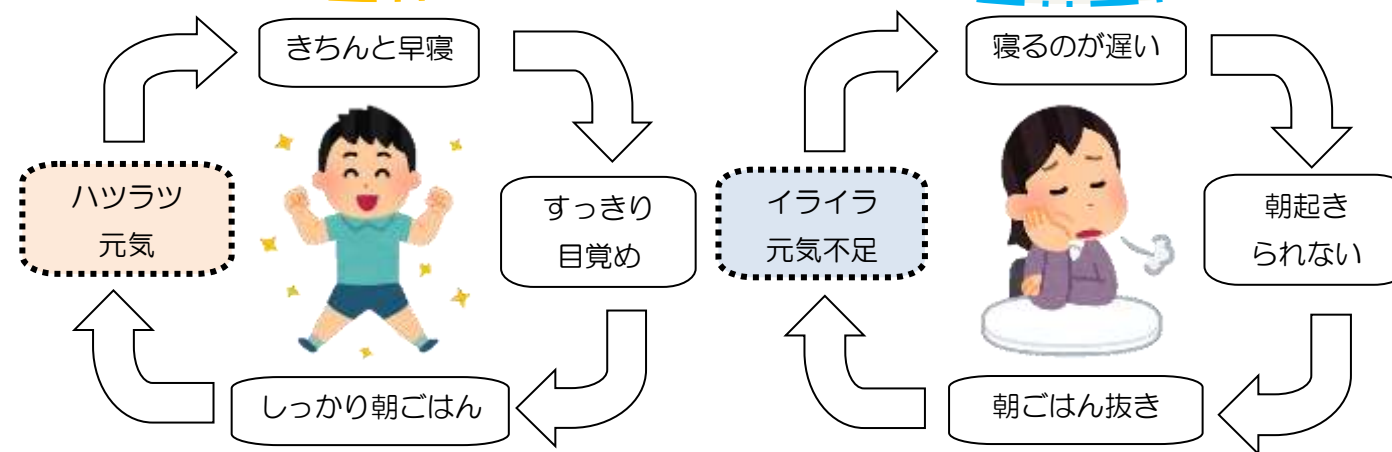 きちんと早寝
すっきり
目覚め
しっかり朝ごはん
ハツラツ
元気
寝るのが遅い
朝起き
られない
朝ごはん抜き
イライラ
元気不足